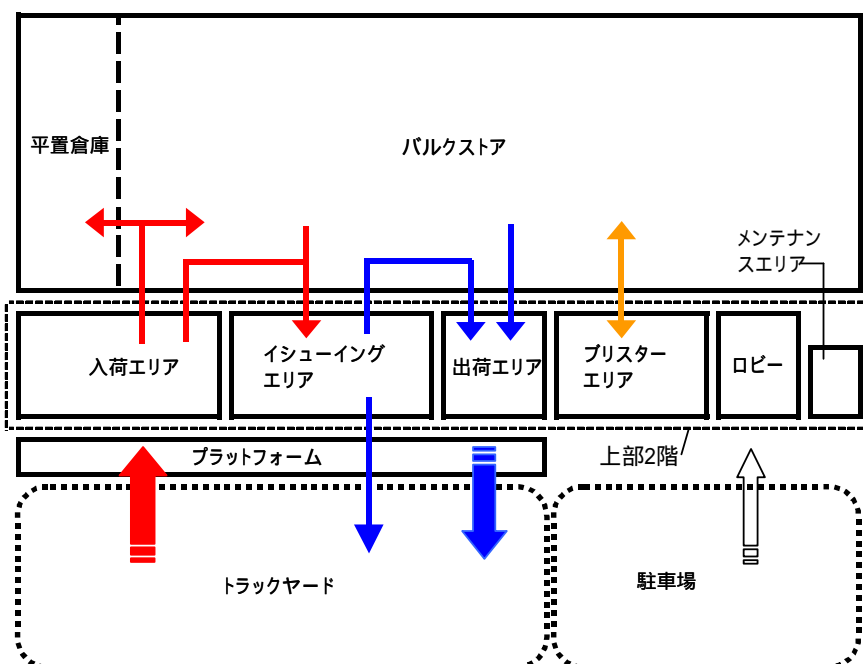 平置倉庫
バルクストア
メンテナン
スエリア
入荷エリア
イシューイング
エリア
出荷エリア
ブリスター
エリア
ロビー
プラットフォーム
上部2階
トラックヤード
駐車場